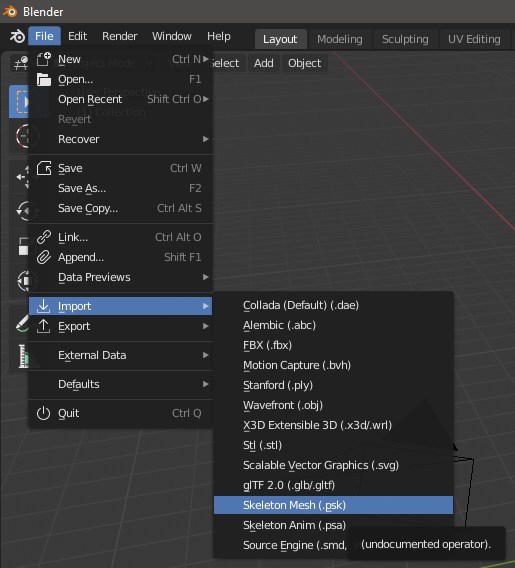 Blender
File Edit Render Window Help Layout Modeling Sculpting UV Editing
Select Add Object
New Ctrl N
Open... F1
Open Recent Shift Ctrl O
Revert
Recover
Save Ctrl W
Save As... F2
Save Copy... Ctrl Alt S
Link... Ctrl Alt O
Append... Shift F1
Data Previews
Import
Export
External Data
Defaults
Quit Ctrl Q
Collada (Default) (.dae)
Alembic (.abc)
FBX (.fbx)
Motion Capture (.bvh)
Stanford (.ply)
Wavefront (.obj)
X3D Extensible 3D (.x3d/.wrl)
Stl (.stl)
Scalable Vector Graphics (.svg)
glTF 2.0 (.glb/.gltf)
Skeleton Mesh (.psk)
Skeleton Anim (.psa)
Source Engine (.smd,
(undocumented operator).